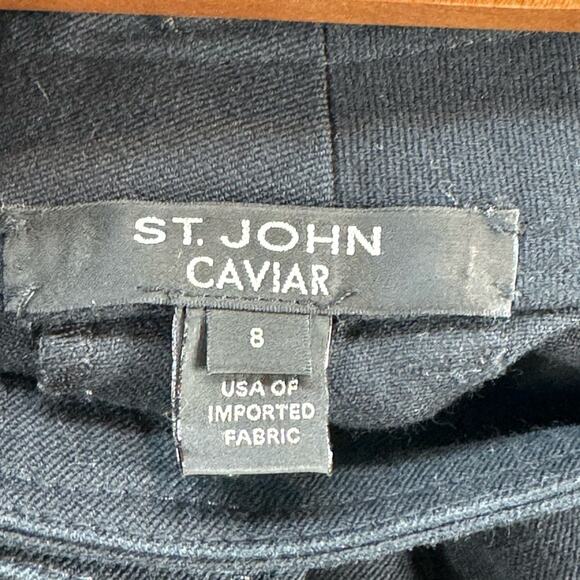 ST. JOHN
CAVIAR
8
USA OF
IMPORTED
FABRIC